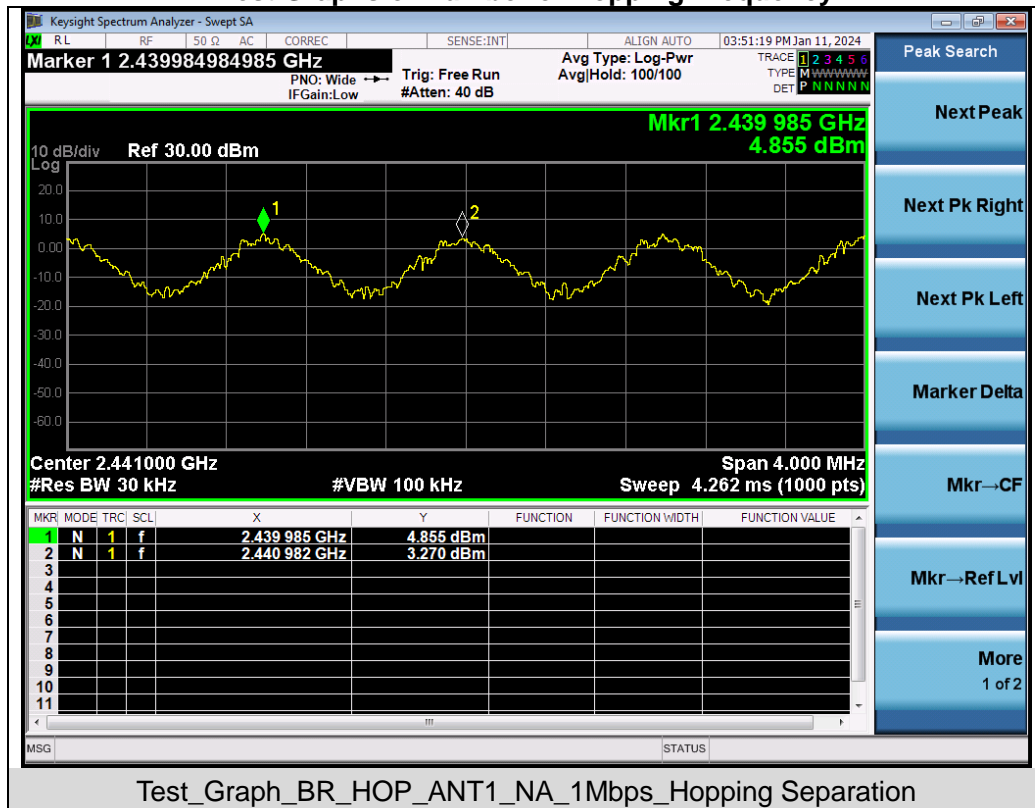 Keysight Spectrum Analyzer - Swept SA
LXI RL RF 50 Ω AC CORREC SENSE:INT ALIGN AUTO 03:51:19 PM Jan 11, 2024
Marker 1 2.439984984985 GHz
PNO: Wide
IFGain:Low
Trig: Free Run
#Atten: 40 dB
Avg Type: Log-Pwr
Avg|Hold: 100/100
TRACE 1 2 3 4 5 6
TYPE M WWWWW
DET P N N N N N
Mkr1 2.439 985 GHz
4.855 dBm
10 dB/div Ref 30.00 dBm
Log
20.0
10.0
0.00
-10.0
-20.0
-30.0
-40.0
-50.0
-60.0
1
2
Center 2.441000 GHz Span 4.000 MHz
#Res BW 30 kHz #VBW 100 kHz Sweep 4.262 ms (1000 pts)
MKR MODE TRC SCL X Y FUNCTION FUNCTION WIDTH FUNCTION VALUE
1 N 1 f 2.439 985 GHz 4.855 dBm
2 N 1 f 2.440 982 GHz 3.270 dBm
3
4
5
6
7
8
9
10
11
MSG STATUS
Peak Search
Next Peak
Next Pk Right
Next Pk Left
Marker Delta
Mkr→CF
Mkr→Ref Lvl
More
1 of 2
Test_Graph_BR_HOP_ANT1_NA_1Mbps_Hopping Separation